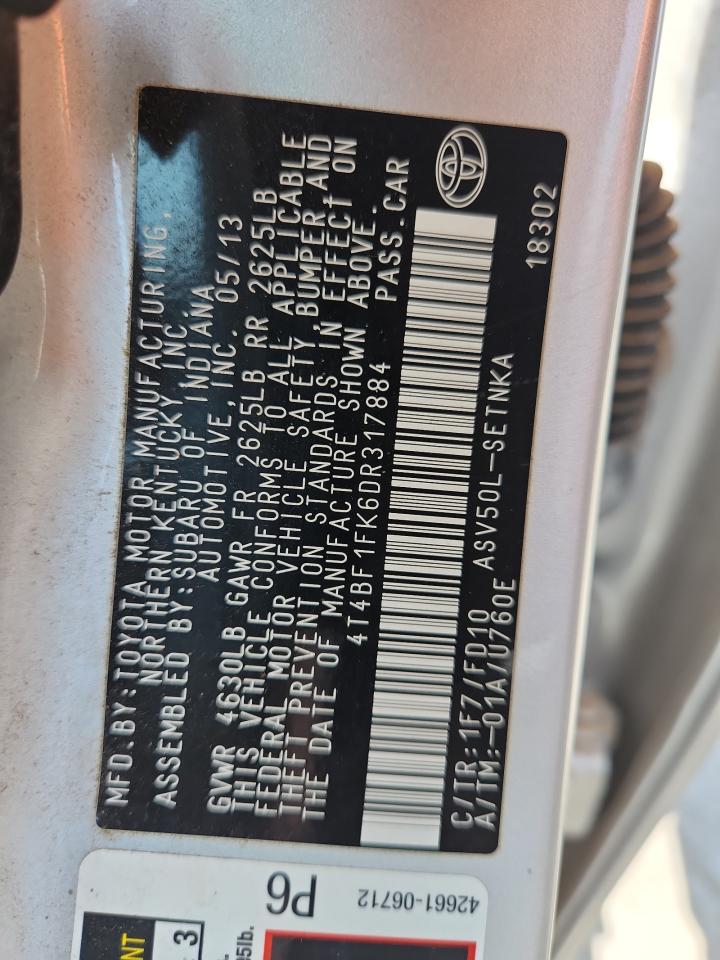 MFD.BY:TOYOTA MOTOR MANUFACTURING,
NORTHERN KENTUCKY INC
ASSEMBLED BY:SUBARU OF INDIANA
AUTOMOTIVE,INC. 05/13
GVWR 4630LB GAWR FR 2625LB RR 2625LB
THIS VEHICLE CONFORMS TO ALL APPLICABLE
FEDERAL MOTOR VEHICLE SAFETY,BUMPER,AND
THEFT PREVENTION STANDARDS IN EFFECT ON
THE DATE OF MANUFACTURE SHOWN ABOVE.
4T4BF1FK6DR317884 PASS.CAR
C/TR:1F7/FD10 ASV50L-SETNKA
A/TM:-01A/U760E
18302
P6
42661-06712
NT
3
95lb.